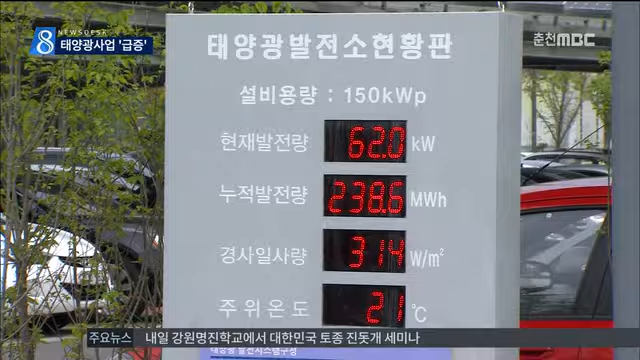 8 NEWSDESK
태양광사업 '급증'
춘천MBC
태양광발전소현황판
설비용량 : 150kWp
현재발전량 62.0 kW
누적발전량 238.6 MWh
경사일사량 314 W/m²
주위온도 21 ℃
주요뉴스 내일 강원명진학교에서 대한민국 토종 진돗개 세미나